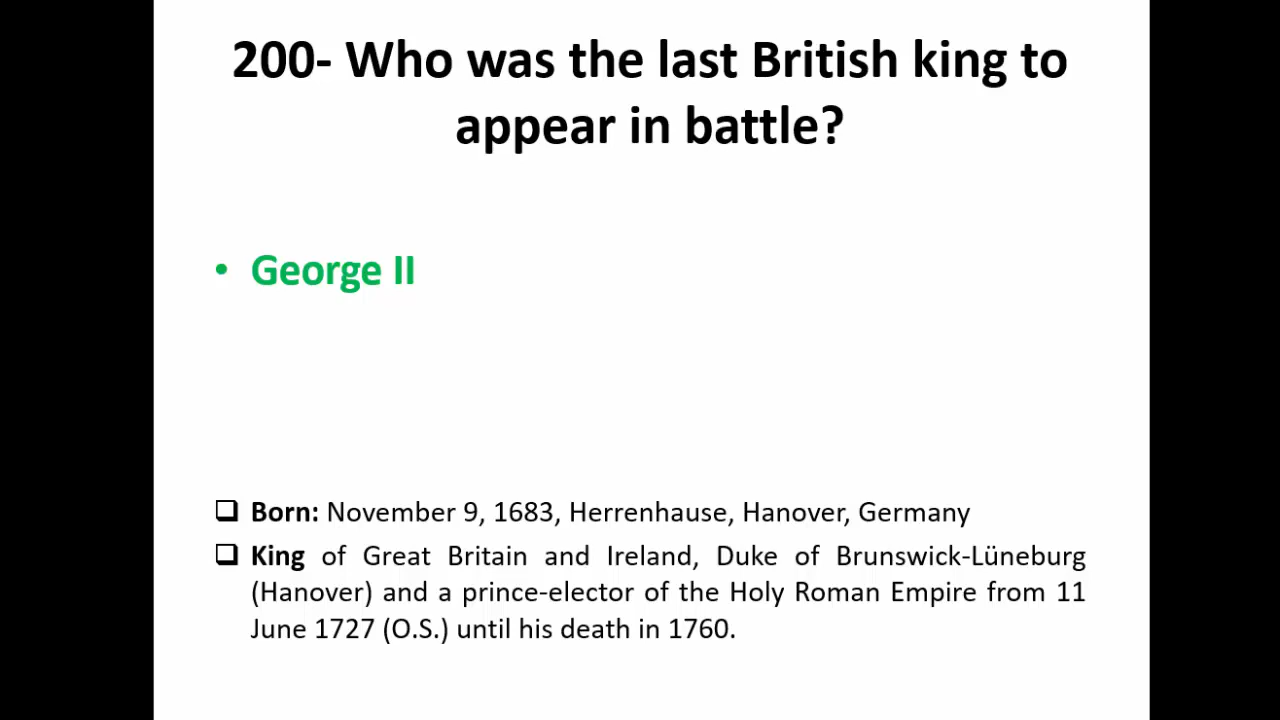 200- Who was the last British king to
appear in battle?
• George II
❑ Born: November 9, 1683, Herrenhause, Hanover, Germany
❑ King of Great Britain and Ireland, Duke of Brunswick-Lüneburg
(Hanover) and a prince-elector of the Holy Roman Empire from 11
June 1727 (O.S.) until his death in 1760.